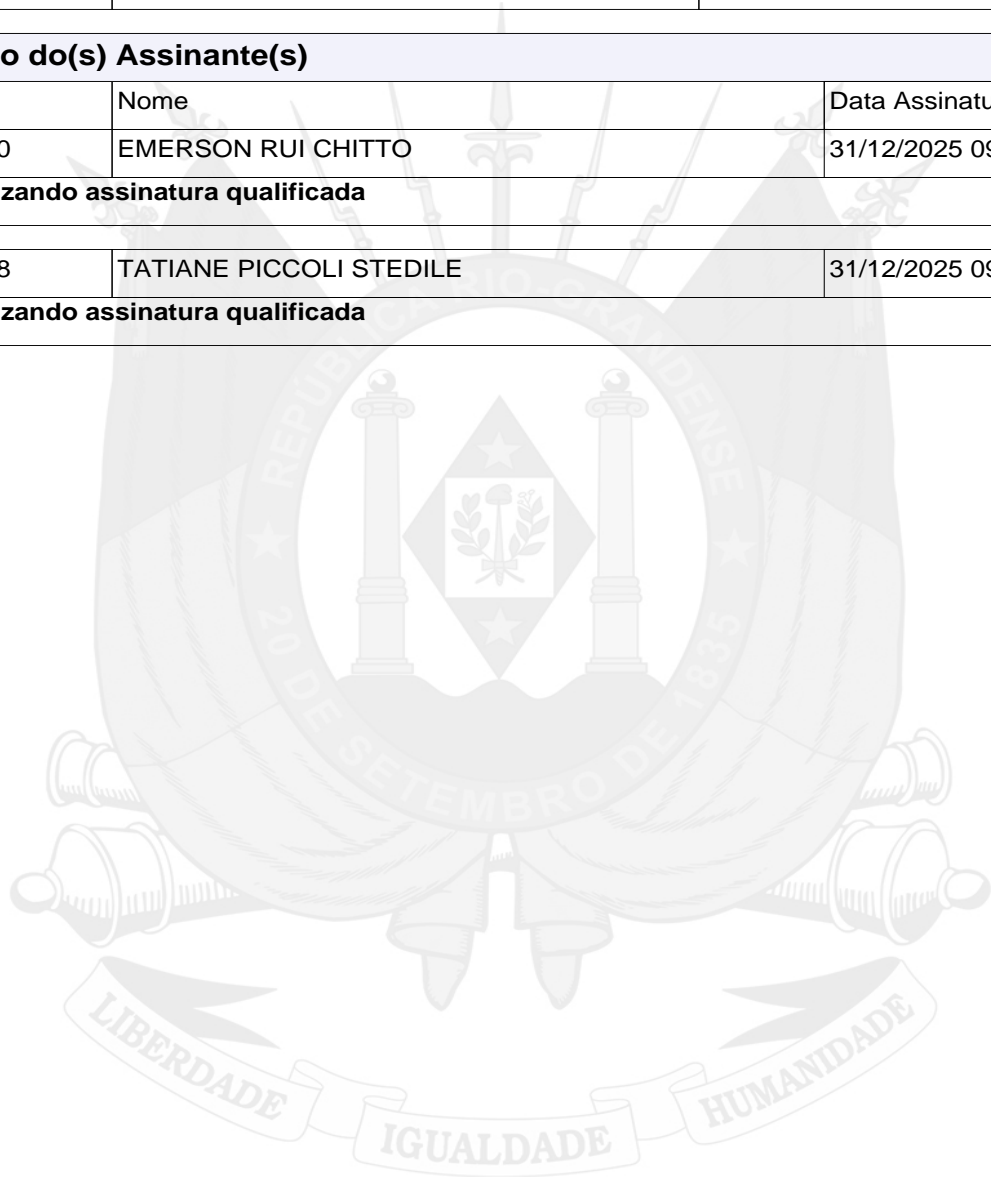 o do(s) Assinante(s)
Nome Data Assinatu
0 EMERSON RUI CHITTO 31/12/2025 09
zando assinatura qualificada
8 TATIANE PICCOLI STEDILE 31/12/2025 09
zando assinatura qualificada
REPÚBLICA RIO-GRANDENSE
20 DE SETEMBRO DE 1835
LIBERDADE IGUALDADE HUMANIDADE